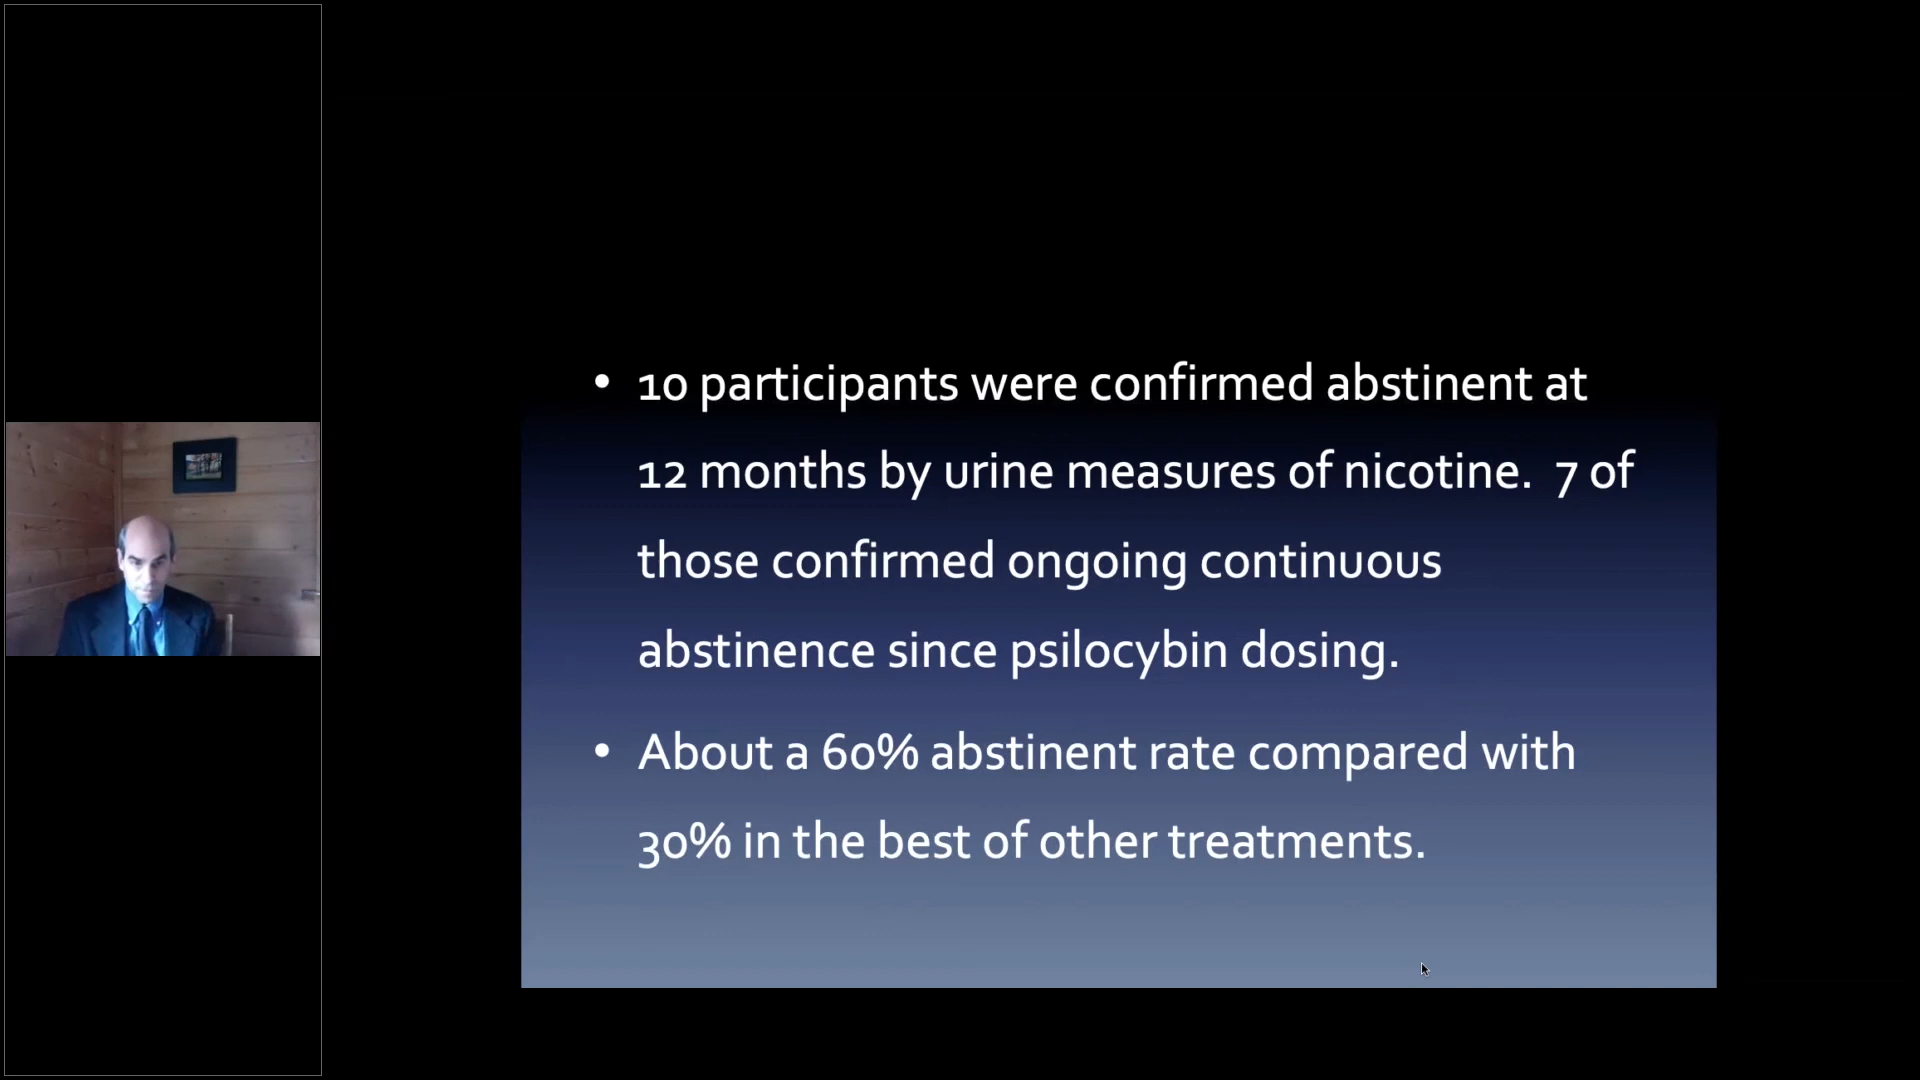 • 10 participants were confirmed abstinent at
12 months by urine measures of nicotine.  7 of
those confirmed ongoing continuous
abstinence since psilocybin dosing.
• About a 60% abstinent rate compared with
30% in the best of other treatments.